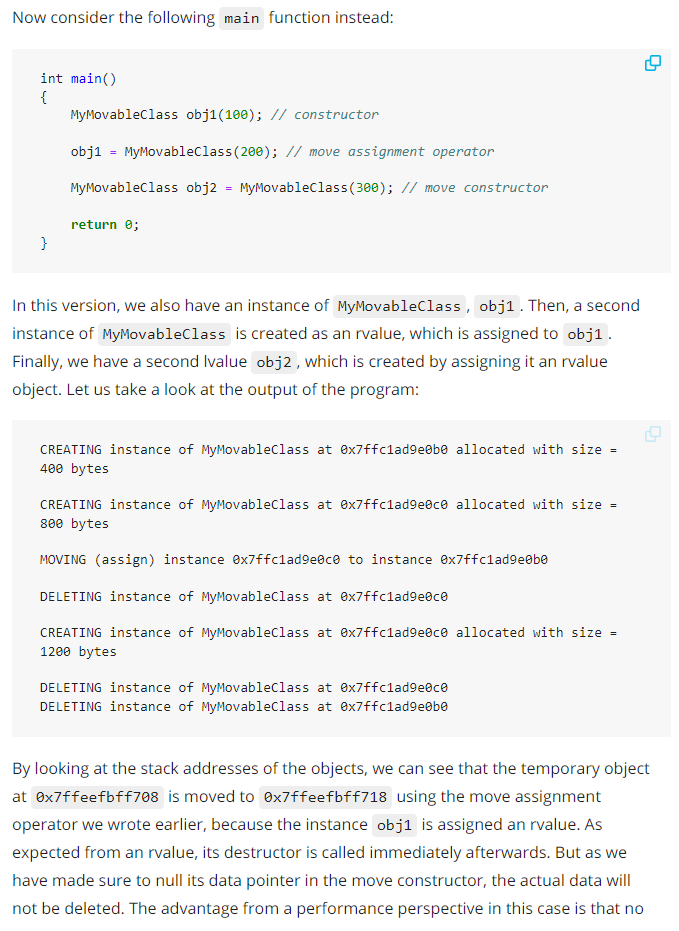 Now consider the following main function instead:
int main()
{
MyMovableClass obj1(100); // constructor
obj1 = MyMovableClass(200); // move assignment operator
MyMovableClass obj2 = MyMovableClass(300); // move constructor
return 0;
}
In this version, we also have an instance of MyMovableClass , obj1 . Then, a second
instance of MyMovableClass is created as an rvalue, which is assigned to obj1 .
Finally, we have a second lvalue obj2 , which is created by assigning it an rvalue
object. Let us take a look at the output of the program:
CREATING instance of MyMovableClass at 0x7ffc1ad9e0b0 allocated with size =
400 bytes
CREATING instance of MyMovableClass at 0x7ffc1ad9e0c0 allocated with size =
800 bytes
MOVING (assign) instance 0x7ffc1ad9e0c0 to instance 0x7ffc1ad9e0b0
DELETING instance of MyMovableClass at 0x7ffc1ad9e0c0
CREATING instance of MyMovableClass at 0x7ffc1ad9e0c0 allocated with size =
1200 bytes
DELETING instance of MyMovableClass at 0x7ffc1ad9e0c0
DELETING instance of MyMovableClass at 0x7ffc1ad9e0b0
By looking at the stack addresses of the objects, we can see that the temporary object
at 0x7ffeefbff708 is moved to 0x7ffeefbff718 using the move assignment
operator we wrote earlier, because the instance obj1 is assigned an rvalue. As
expected from an rvalue, its destructor is called immediately afterwards. But as we
have made sure to null its data pointer in the move constructor, the actual data will
not be deleted. The advantage from a performance perspective in this case is that no